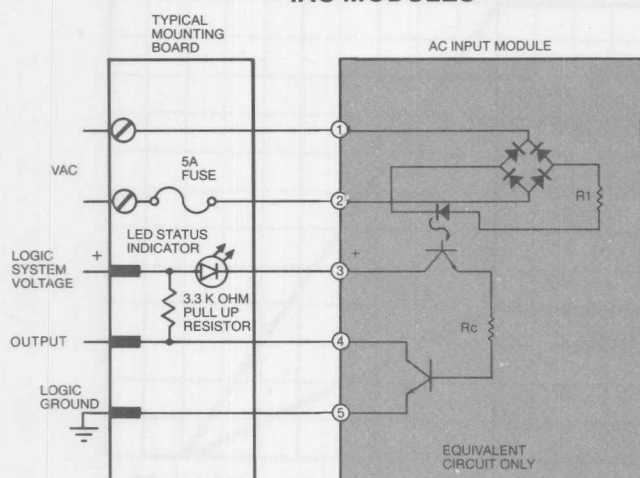 TYPICAL
MOUNTING
BOARD
AC INPUT MODULE
1
5A
FUSE
VAC
2
R1
LED STATUS
INDICATOR
LOGIC
SYSTEM
VOLTAGE
+
3
+
3.3 K OHM
PULL UP
RESISTOR
Rc
OUTPUT
4
LOGIC
GROUND
5
EQUIVALENT
CIRCUIT ONLY